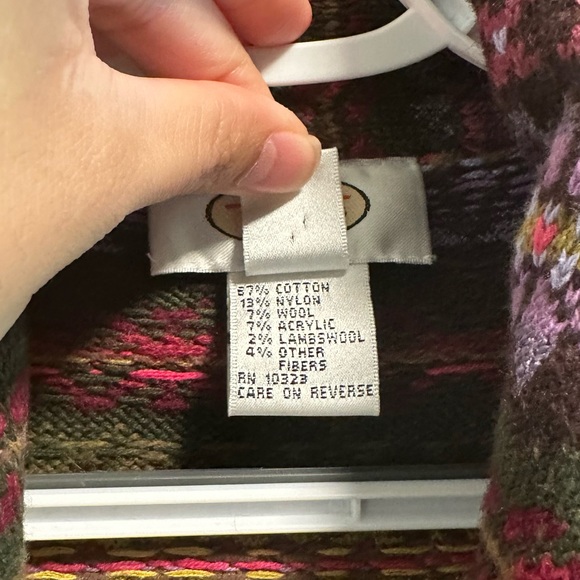 67% COTTON
13% NYLON
7% WOOL
7% ACRYLIC
2% LAMBSWOOL
4% OTHER
FIBERS
RN 10323
CARE ON REVERSE